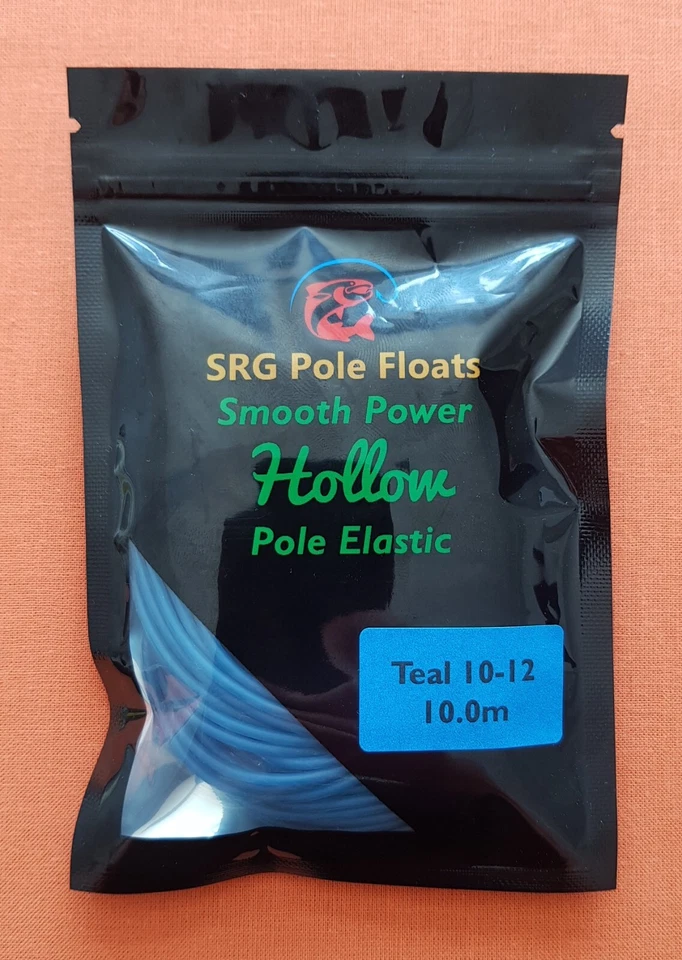 SRG Pole Floats
Smooth Power
Hollow
Pole Elastic
Teal 10-12
10.0m